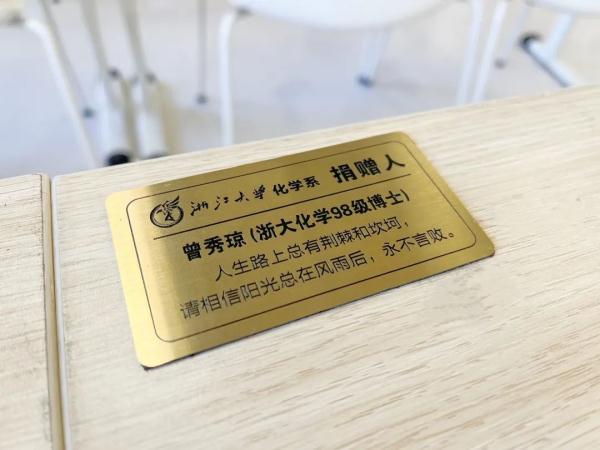 浙江大学 化学系 捐赠人
曾秀琼(浙大化学98级博士)
人生路上总有荆棘和坎坷，
请相信阳光总在风雨后，永不言败。